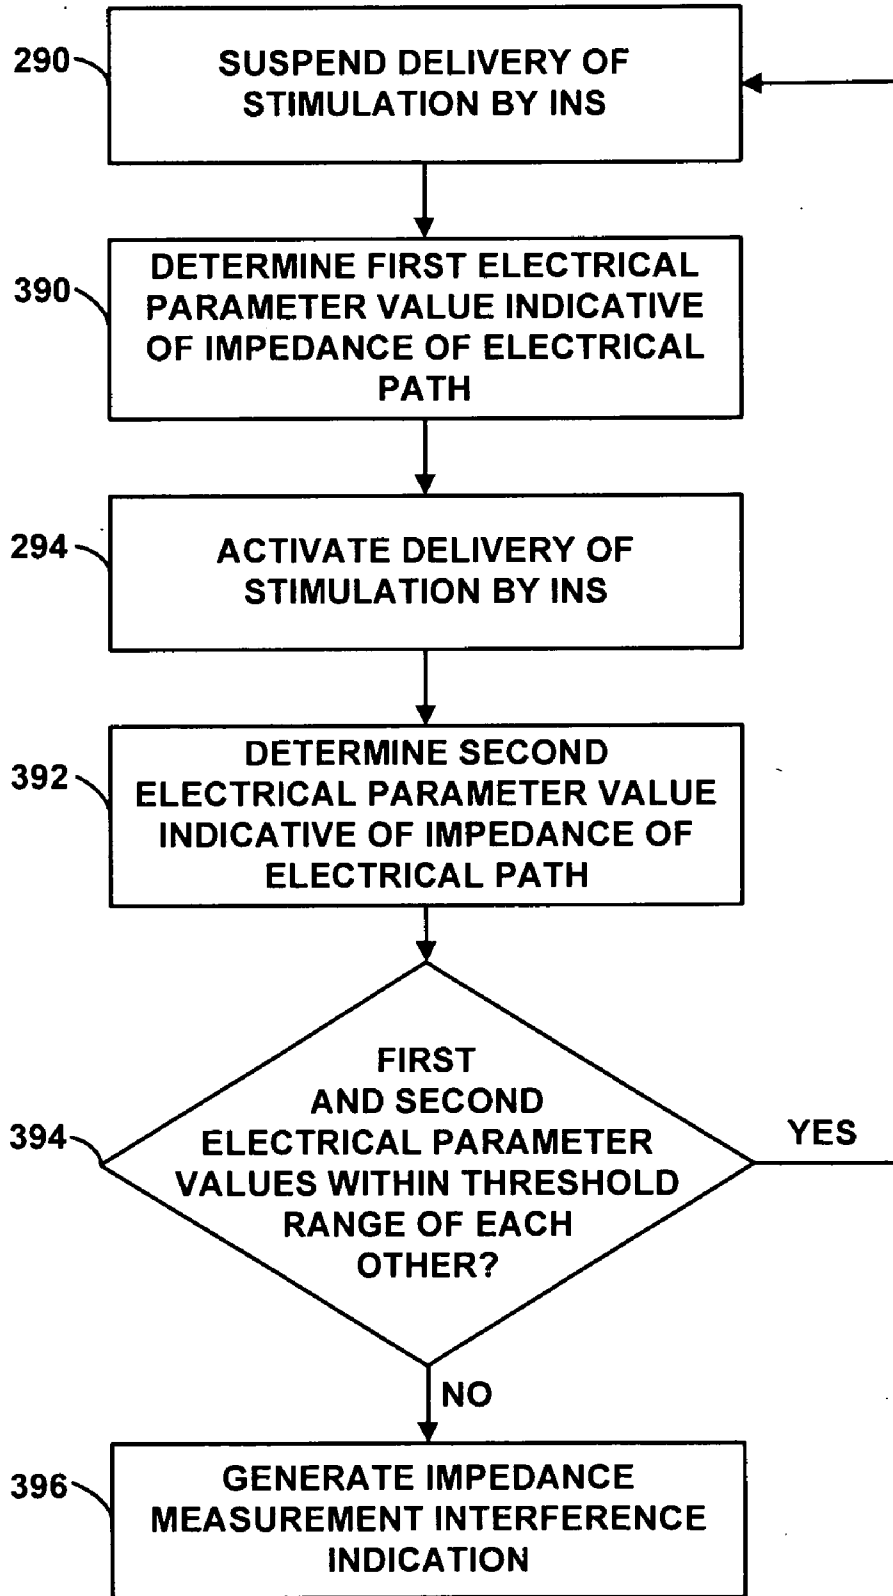 290
SUSPEND DELIVERY OF
STIMULATION BY INS
390
DETERMINE FIRST ELECTRICAL
PARAMETER VALUE INDICATIVE
OF IMPEDANCE OF ELECTRICAL
PATH
294
ACTIVATE DELIVERY OF
STIMULATION BY INS
392
DETERMINE SECOND
ELECTRICAL PARAMETER VALUE
INDICATIVE OF IMPEDANCE OF
ELECTRICAL PATH
394
FIRST
AND SECOND
ELECTRICAL PARAMETER
VALUES WITHIN THRESHOLD
RANGE OF EACH
OTHER?
YES
NO
396
GENERATE IMPEDANCE
MEASUREMENT INTERFERENCE
INDICATION